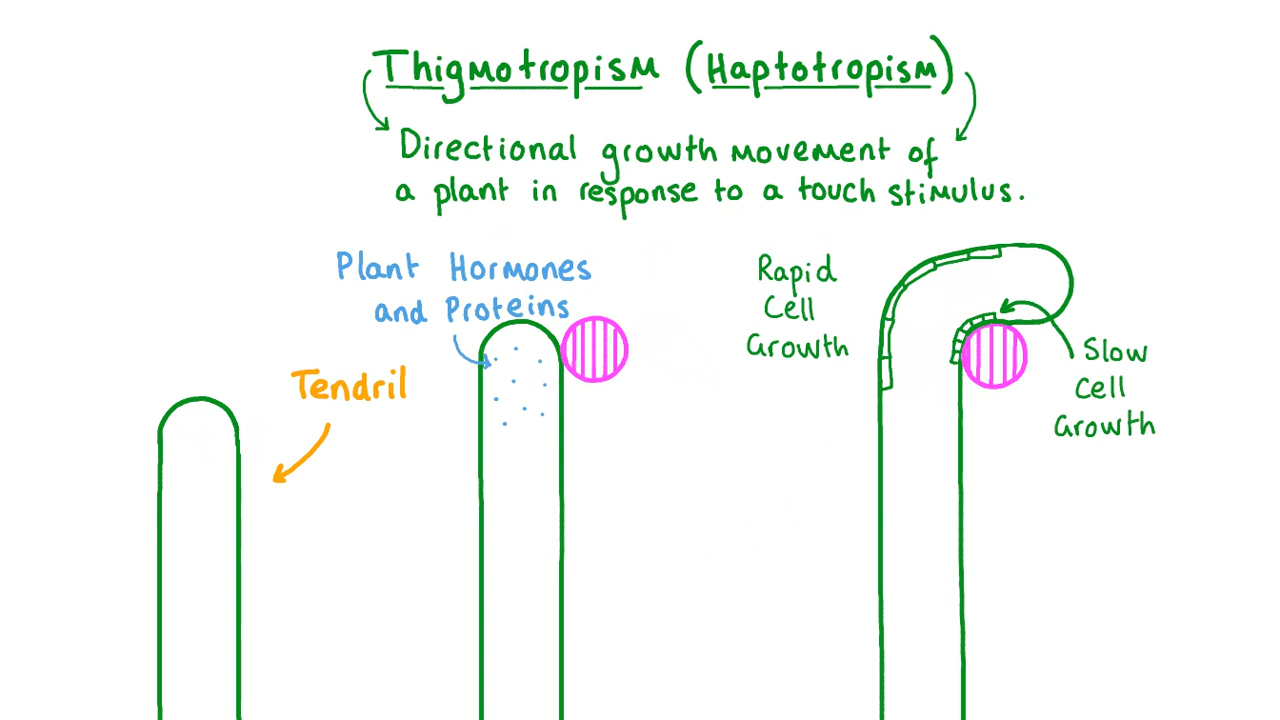 Thigmotropism (Haptotropism)
Directional growth movement of
a plant in response to a touch stimulus.
Plant Hormones
and Proteins
Tendril
Rapid
Cell
Growth
Slow
Cell
Growth